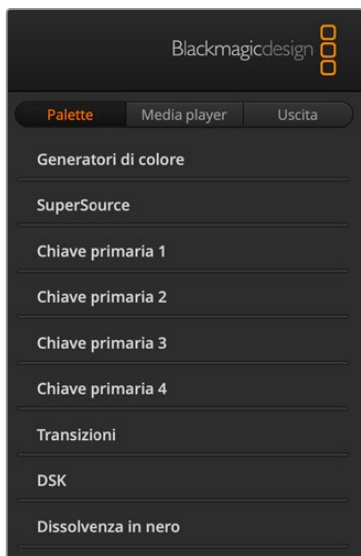 Blackmagicdesign
Palette Media player Uscita
Generatori di colore
SuperSource
Chiave primaria 1
Chiave primaria 2
Chiave primaria 3
Chiave primaria 4
Transizioni
DSK
Dissolvenza in nero